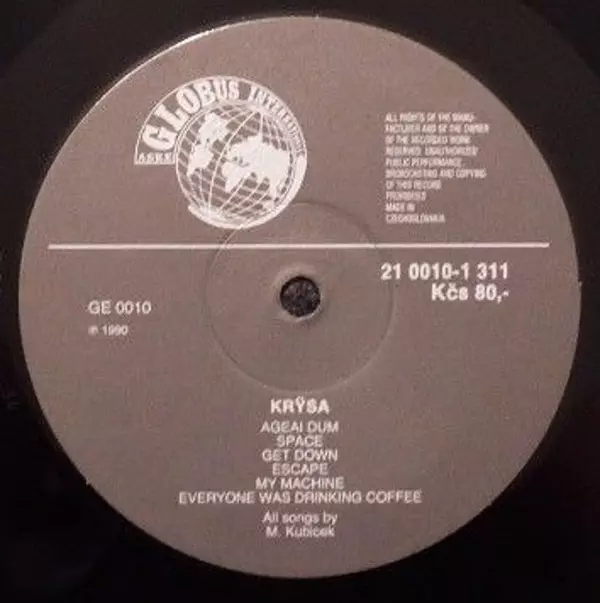 GLOBUS INTERNATIONAL
ALL RIGHTS OF THE MANU-
FACTURER AND OF THE OWNER
OF THE RECORDED WORK
RESERVED. UNAUTHORIZED
PUBLIC PERFORMANCE
BROADCASTING AND COPYING
OF THIS RECORD
PROHIBITED
MADE IN
CZECHOSLOVAKIA
21 0010-1 311
Kčs 80,-
GE 0010
℗ 1990
KRŸSA
AGEAI DUM
SPACE
GET DOWN
ESCAPE
MY MACHINE
EVERYONE WAS DRINKING COFFEE
All songs by
M. Kubicek